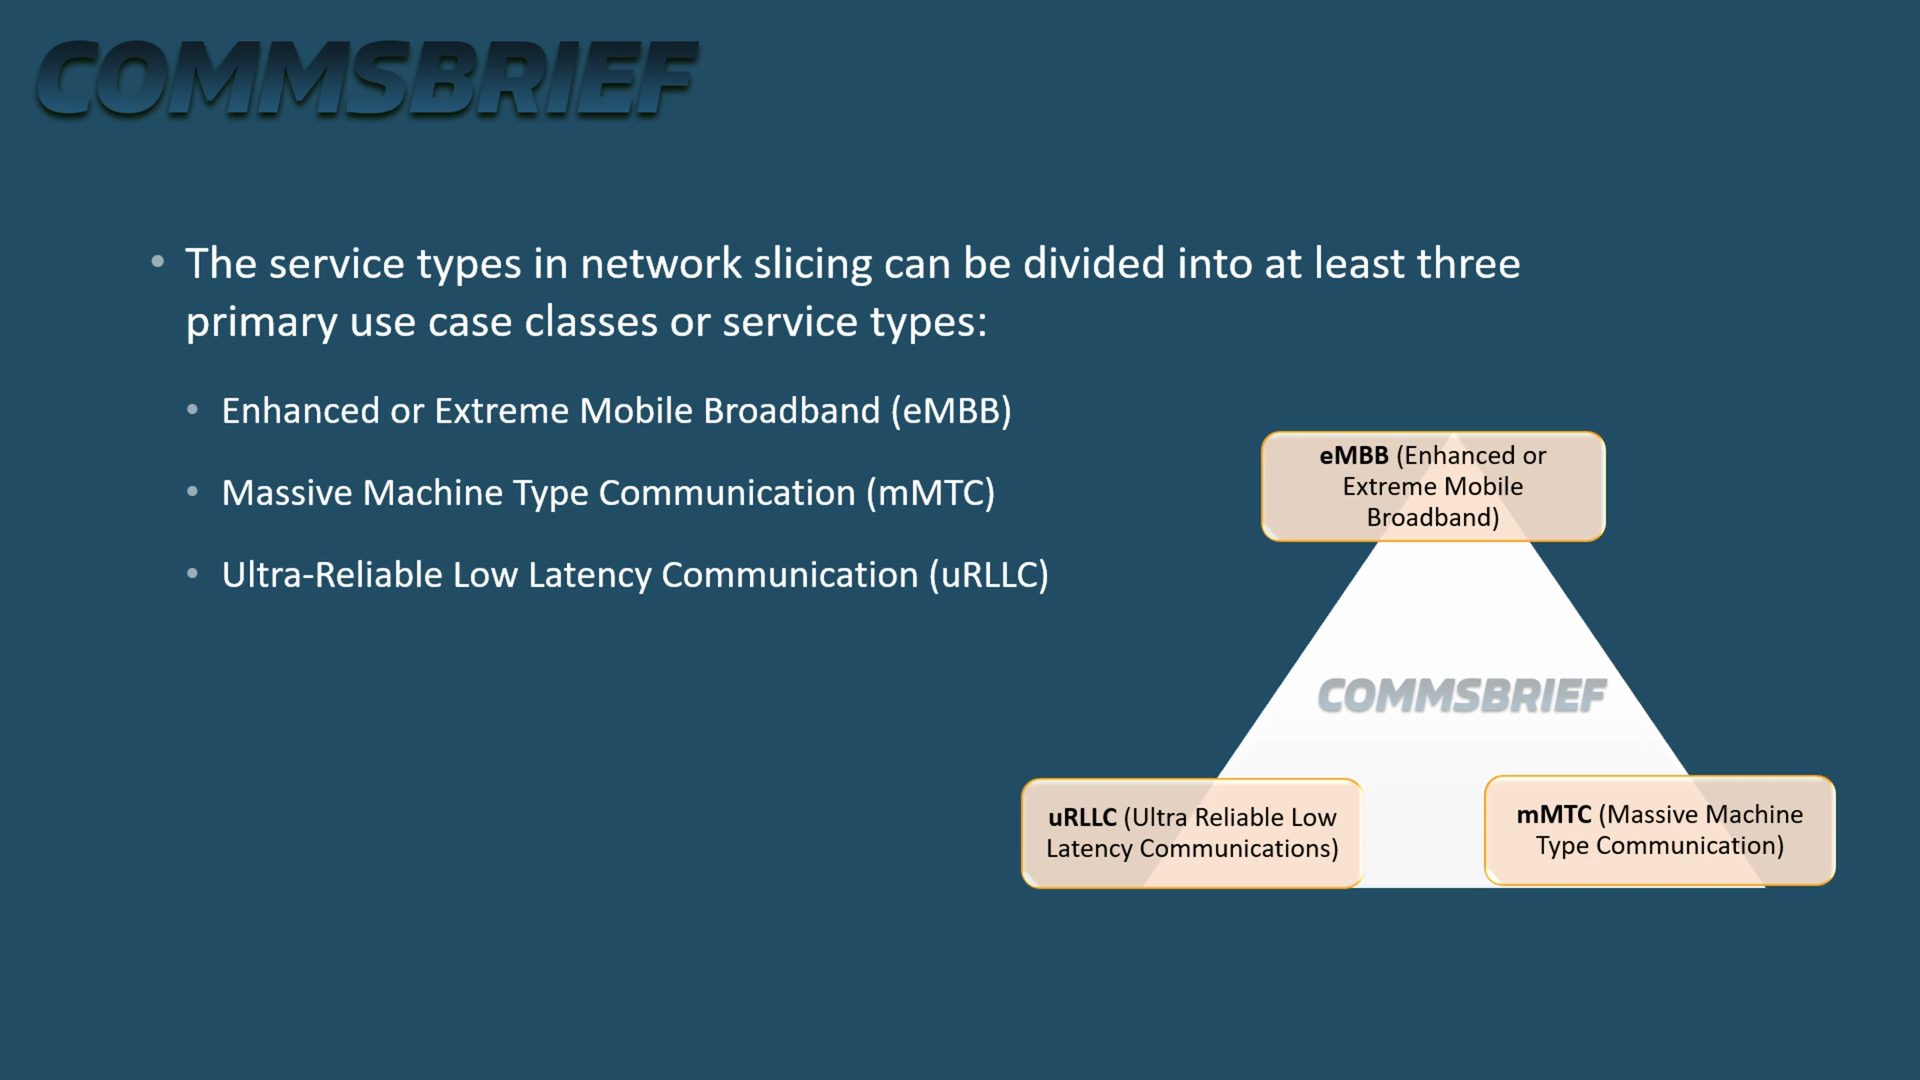 COMMSBRIEF
• The service types in network slicing can be divided into at least three
primary use case classes or service types:
• Enhanced or Extreme Mobile Broadband (eMBB)
• Massive Machine Type Communication (mMTC)
• Ultra-Reliable Low Latency Communication (uRLLC)
eMBB (Enhanced or
Extreme Mobile
Broadband)
COMMSBRIEF
uRLLC (Ultra Reliable Low
Latency Communications)
mMTC (Massive Machine
Type Communication)